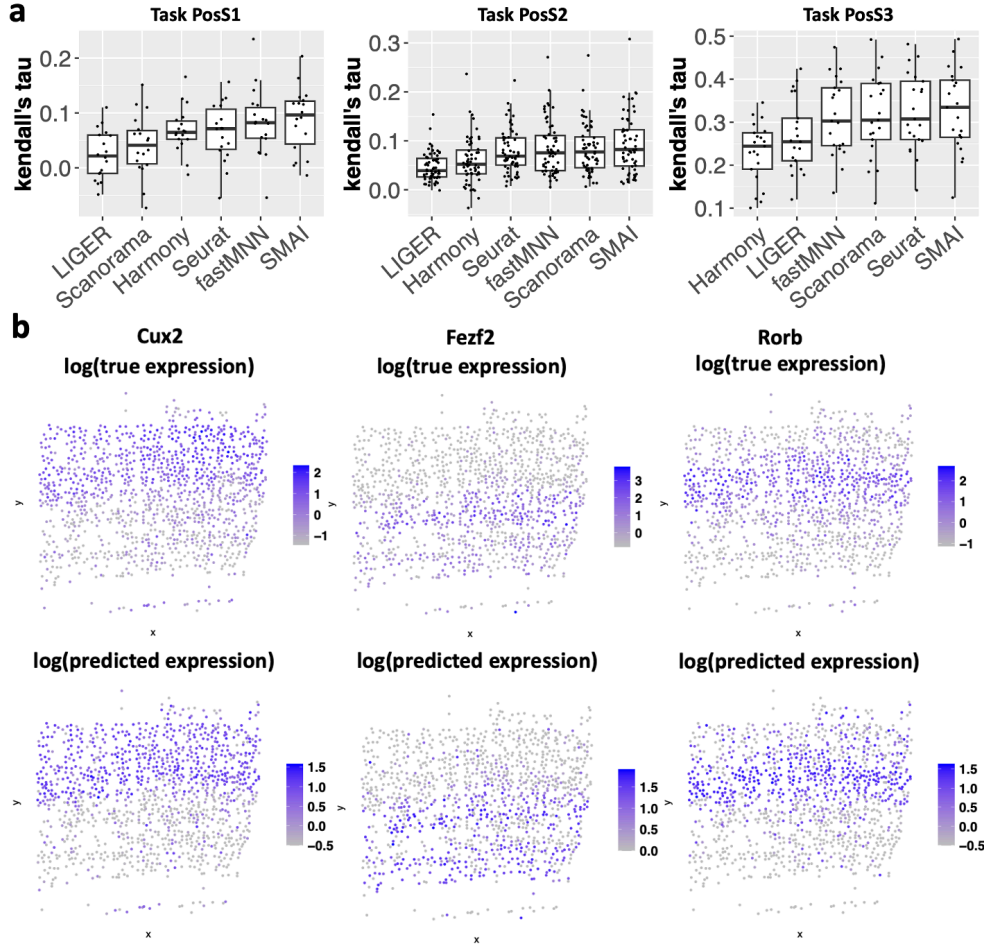 a
Task PosS1 Task PosS2 Task PosS3
kendall's tau
0.2
0.1
0.0
LIGER
Scanorama
Harmony
Seurat
fastMNN
SMAI
kendall's tau
0.3
0.2
0.1
0.0
LIGER
Harmony
Seurat
fastMNN
Scanorama
SMAI
kendall's tau
0.5
0.4
0.3
0.2
0.1
Harmony
LIGER
fastMNN
Scanorama
Seurat
SMAI
b
Cux2
log(true expression)
y
x
2
1
0
−1
Fezf2
log(true expression)
y
x
3
2
1
0
Rorb
log(true expression)
y
x
2
1
0
−1
log(predicted expression)
y
x
1.5
1.0
0.5
0.0
−0.5
log(predicted expression)
y
x
1.5
1.0
0.5
0.0
log(predicted expression)
y
x
1.5
1.0
0.5
0.0
−0.5